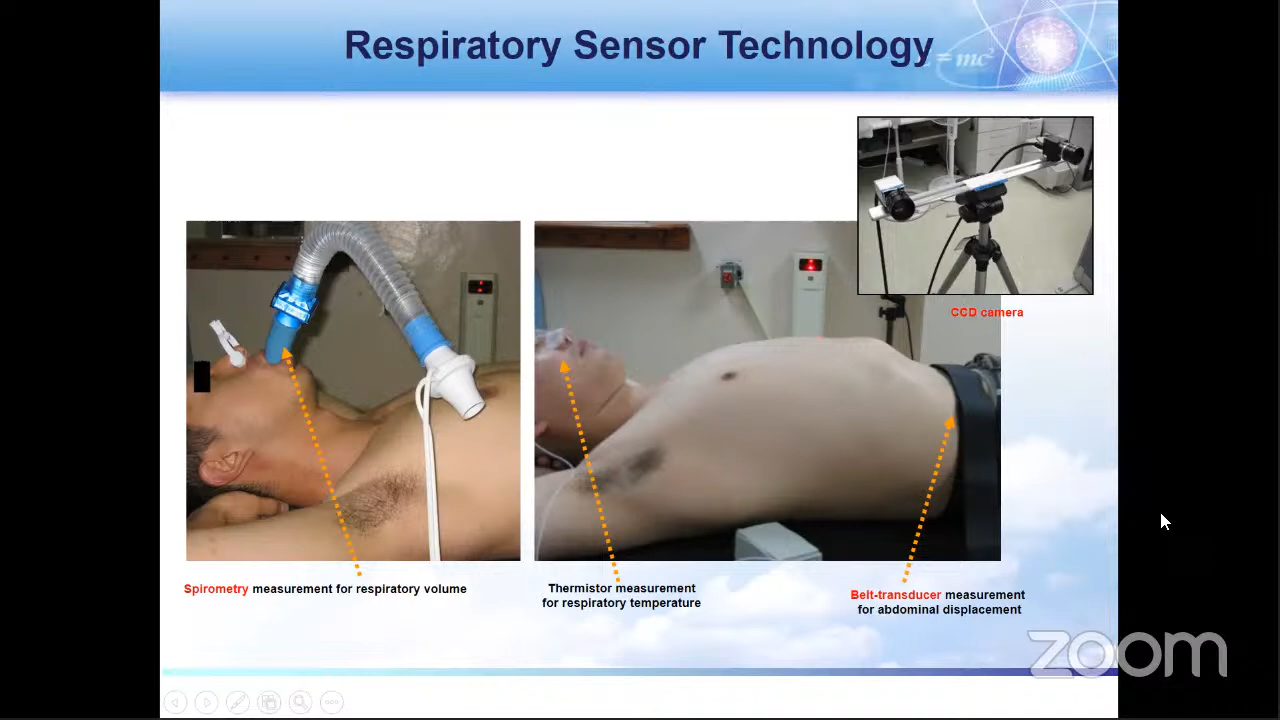 Respiratory Sensor Technology
= mc²
CCD camera
Spirometry measurement for respiratory volume
Thermistor measurement
for respiratory temperature
Belt-transducer measurement
for abdominal displacement
zoom